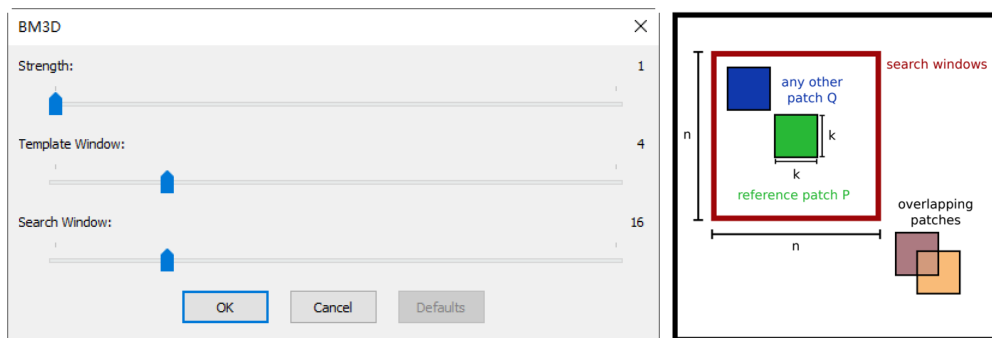 BM3D
Strength:
1
Template Window:
4
Search Window:
16
OK
Cancel
Defaults
search windows
any other
patch Q
n
k
k
reference patch P
overlapping
patches
n